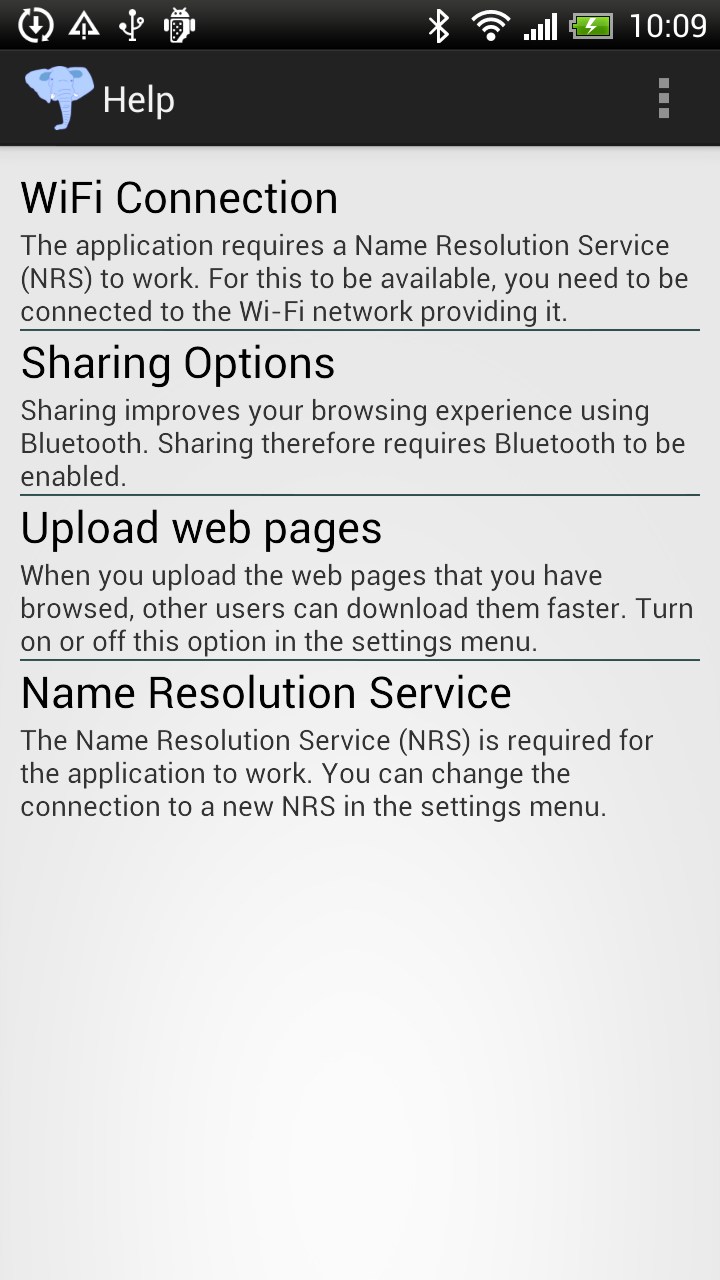 10:09
Help
WiFi Connection
The application requires a Name Resolution Service
(NRS) to work. For this to be available, you need to be
connected to the Wi-Fi network providing it.
Sharing Options
Sharing improves your browsing experience using
Bluetooth. Sharing therefore requires Bluetooth to be
enabled.
Upload web pages
When you upload the web pages that you have
browsed, other users can download them faster. Turn
on or off this option in the settings menu.
Name Resolution Service
The Name Resolution Service (NRS) is required for
the application to work. You can change the
connection to a new NRS in the settings menu.